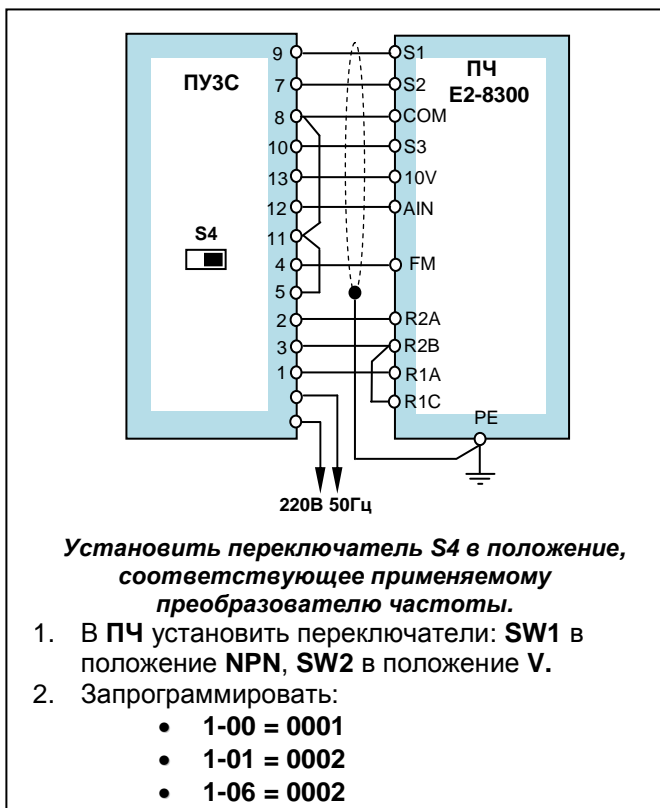 9 S1
ПУЗС ПЧ
7 S2
E2-8300
8 COM
10 S3
13 10V
12 AIN
S4
11
4 FM
5
2 R2A
3 R2B
1 R1A
R1C
PE
220В 50Гц
Установить переключатель S4 в положение,
соответствующее применяемому
преобразователю частоты.
1. В ПЧ установить переключатели: SW1 в
положение NPN, SW2 в положение V.
2. Запрограммировать:
• 1-00 = 0001
• 1-01 = 0002
• 1-06 = 0002